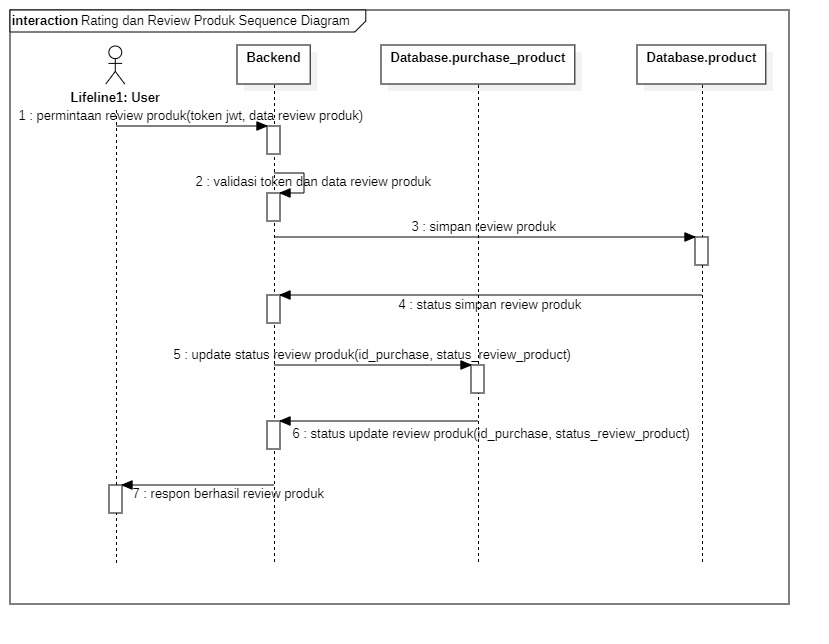 interaction Rating dan Review Produk Sequence Diagram
Backend
Database.purchase_product
Database.product
Lifeline1: User
1 : permintaan review produk(token jwt, data review produk)
2 : validasi token dan data review produk
3 : simpan review produk
4 : status simpan review produk
5 : update status review produk(id_purchase, status_review_product)
6 : status update review produk(id_purchase, status_review_product)
7 : respon berhasil review produk